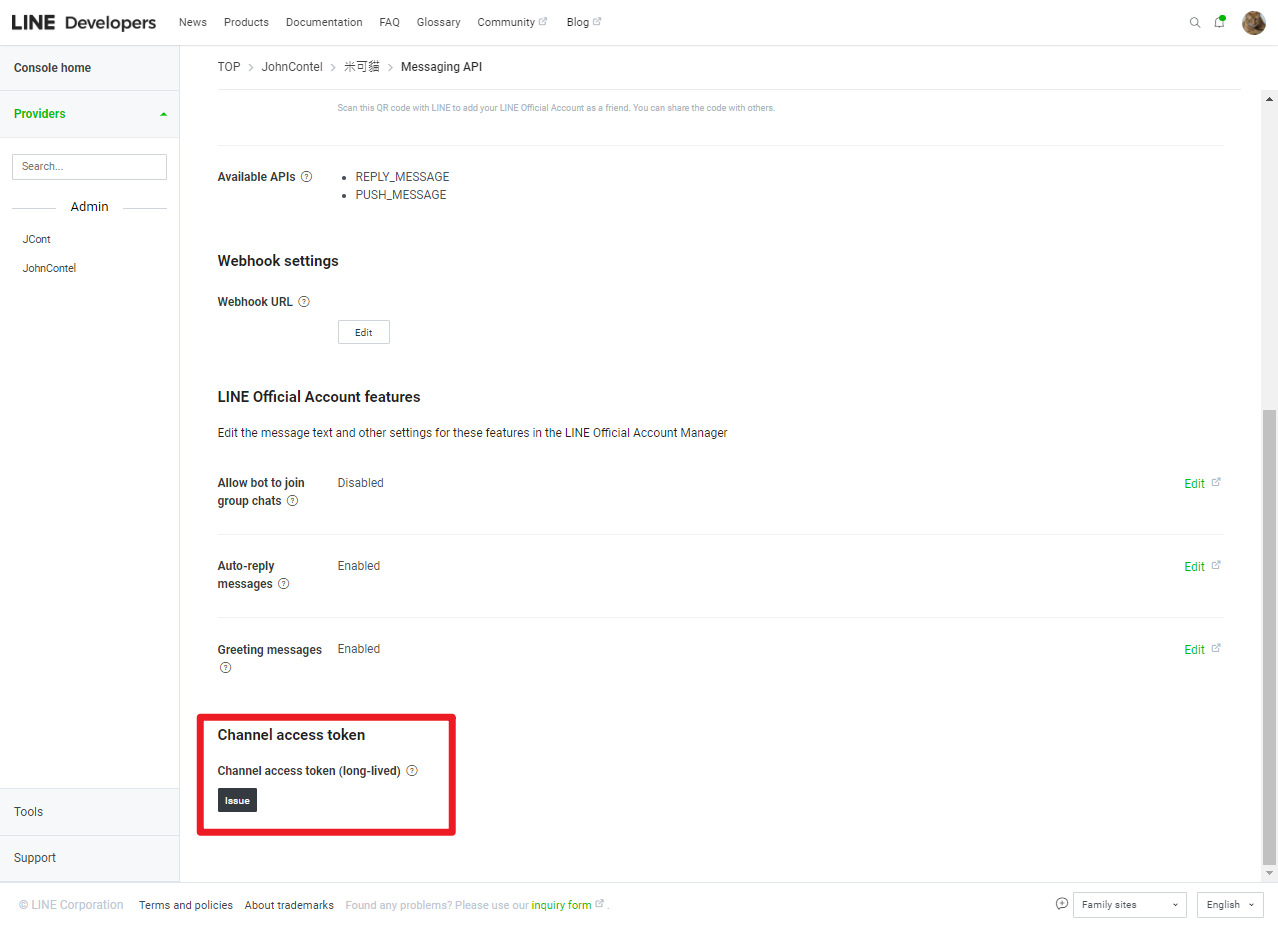 LINE Developers News Products Documentation FAQ Glossary Community Blog
Console home
TOP > JohnContel > 米可貓 > Messaging API
Providers
Scan this QR code with LINE to add your LINE Official Account as a friend. You can share the code with others.
Search...
Admin
JCont
JohnContel
Available APIs
• REPLY_MESSAGE
• PUSH_MESSAGE
Webhook settings
Webhook URL
Edit
LINE Official Account features
Edit the message text and other settings for these features in the LINE Official Account Manager
Allow bot to join Disabled Edit
group chats
Auto-reply Enabled Edit
messages
Greeting messages Enabled Edit
Channel access token
Channel access token (long-lived)
Issue
Tools
Support
© LINE Corporation Terms and policies About trademarks Found any problems? Please use our inquiry form . Family sites English